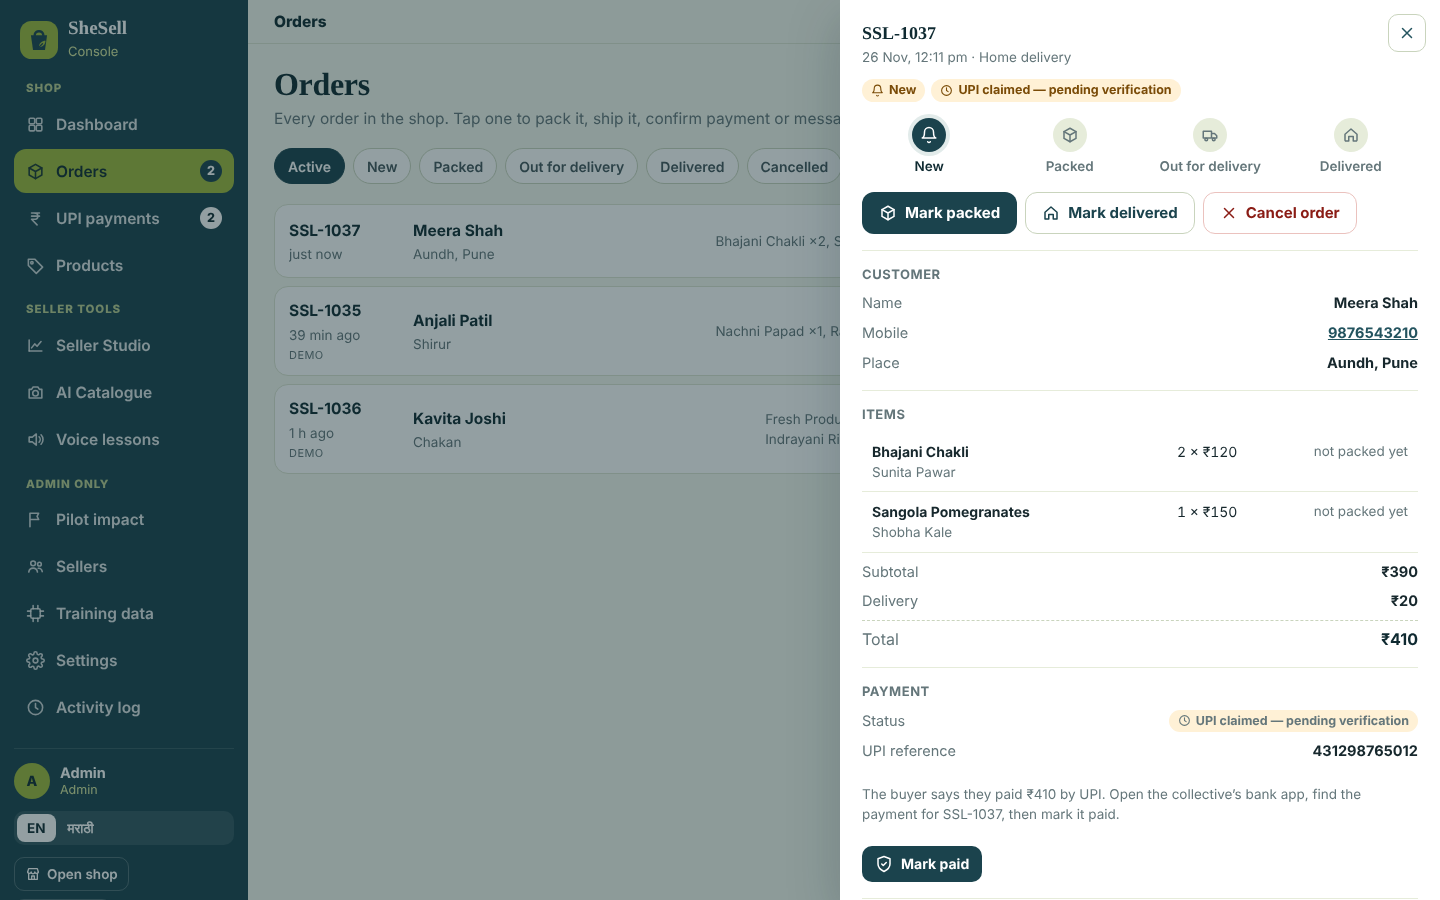 SheSell
Console
SHOP
Dashboard
Orders 2
UPI payments 2
Products
SELLER TOOLS
Seller Studio
AI Catalogue
Voice lessons
ADMIN ONLY
Pilot impact
Sellers
Training data
Settings
Activity log
A Admin
Admin
EN मराठी
Open shop
Orders
Orders
Every order in the shop. Tap one to pack it, ship it, confirm payment or messa
Active New Packed Out for delivery Delivered Cancelled
SSL-1037 Meera Shah Bhajani Chakli ×2, S
just now Aundh, Pune
SSL-1035 Anjali Patil Nachni Papad ×1, Ra
39 min ago Shirur
DEMO
SSL-1036 Kavita Joshi Fresh Produ
1 h ago Chakan Indrayani Ri
DEMO
SSL-1037
26 Nov, 12:11 pm · Home delivery
New UPI claimed — pending verification
New Packed Out for delivery Delivered
Mark packed Mark delivered Cancel order
CUSTOMER
Name Meera Shah
Mobile 9876543210
Place Aundh, Pune
ITEMS
Bhajani Chakli 2 × ₹120 not packed yet
Sunita Pawar
Sangola Pomegranates 1 × ₹150 not packed yet
Shobha Kale
Subtotal ₹390
Delivery ₹20
Total ₹410
PAYMENT
Status UPI claimed — pending verification
UPI reference 431298765012
The buyer says they paid ₹410 by UPI. Open the collective’s bank app, find the
payment for SSL-1037, then mark it paid.
Mark paid